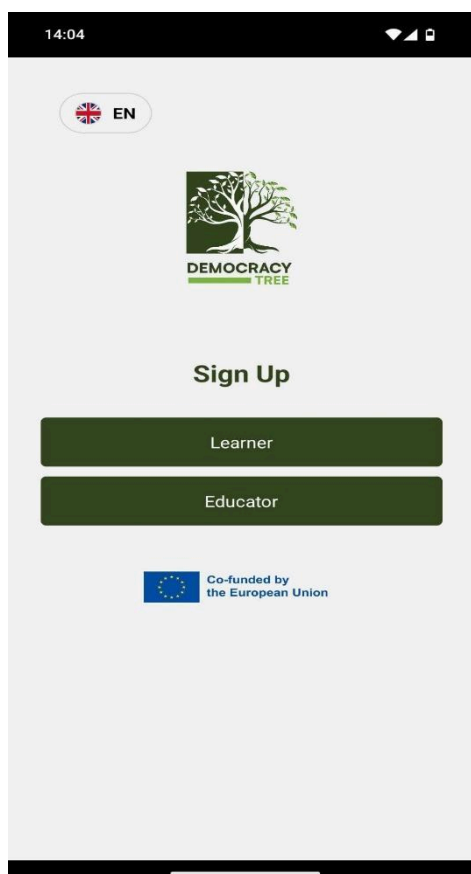 14:04
EN
DEMOCRACY
TREE
Sign Up
Learner
Educator
Co-funded by
the European Union